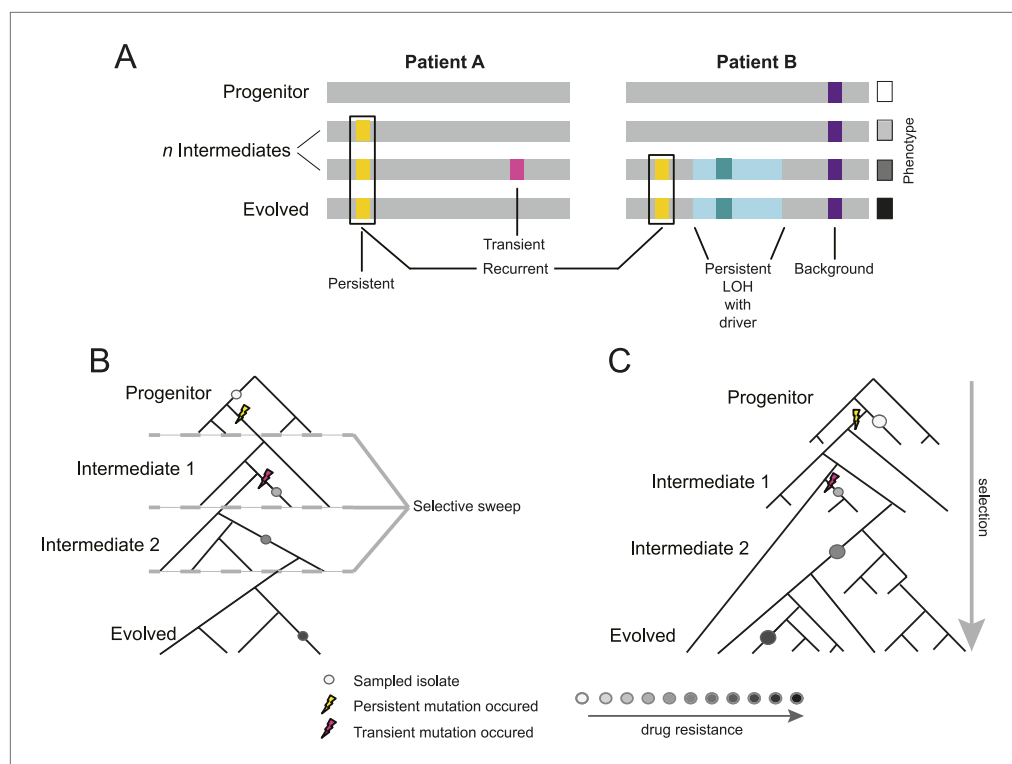 A
Patient A
Patient B
Progenitor
n Intermediates
Evolved
Phenotype
Transient
Recurrent
Persistent
Persistent
LOH
with
driver
Background
B
Progenitor
Intermediate 1
Intermediate 2
Evolved
Selective sweep
C
Progenitor
Intermediate 1
Intermediate 2
Evolved
selection
Sampled isolate
Persistent mutation occured
Transient mutation occured
drug resistance